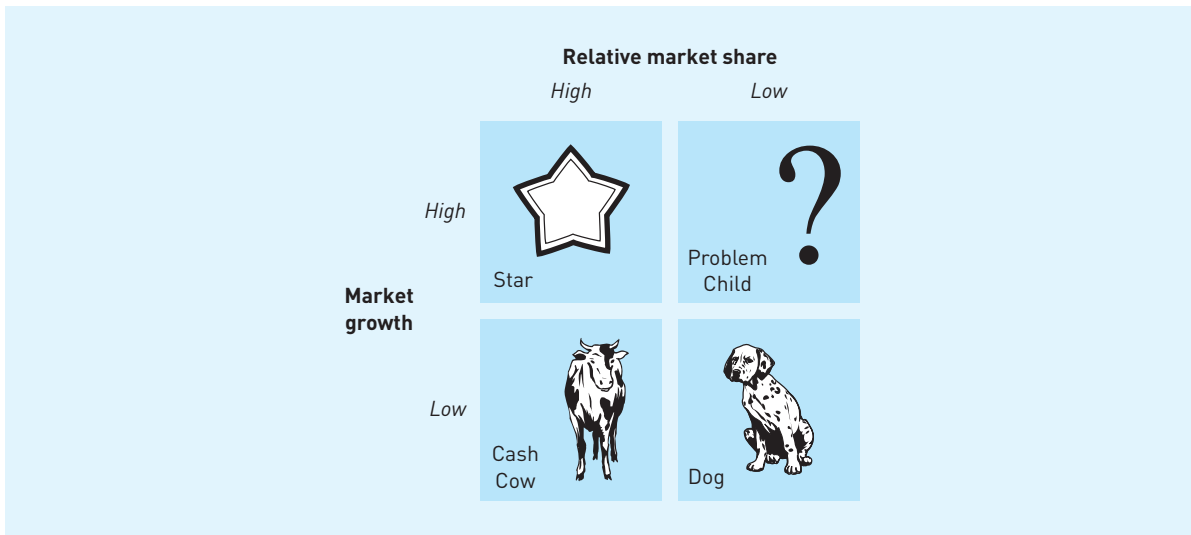 Relative market share
High
Low
High
Star
Problem
Child
Market
growth
Low
Cash
Cow
Dog
?